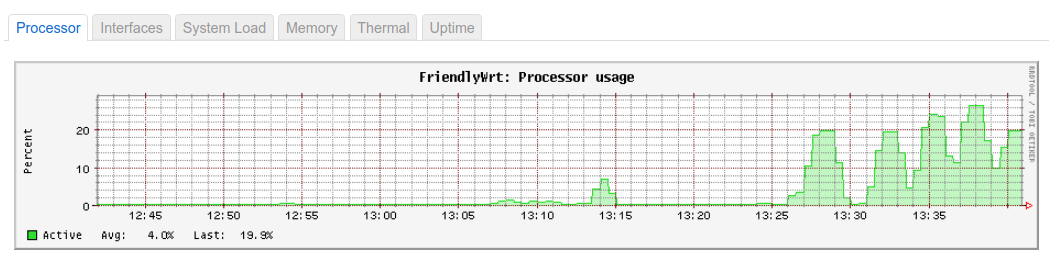 Processor Interfaces System Load Memory Thermal Uptime
FriendlyWrt: Processor usage
RRDTOOL / TOBI OETIKER
Percent
20
10
0
12:45 12:50 12:55 13:00 13:05 13:10 13:15 13:20 13:25 13:30 13:35
Active Avg: 4.0% Last: 19.9%